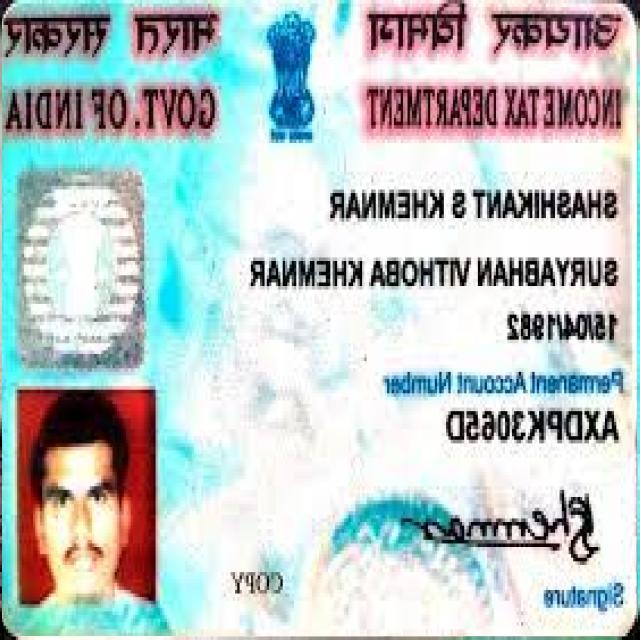 आयकर विभाग
भारत सरकार
INCOME TAX DEPARTMENT
GOVT. OF INDIA
SHASHIKANT S KHEMNAR
SURYABHAN VITHOBA KHEMNAR
15/04/1982
Permanent Account Number
AXDPK3065D
Khemnar
Signature
COPY